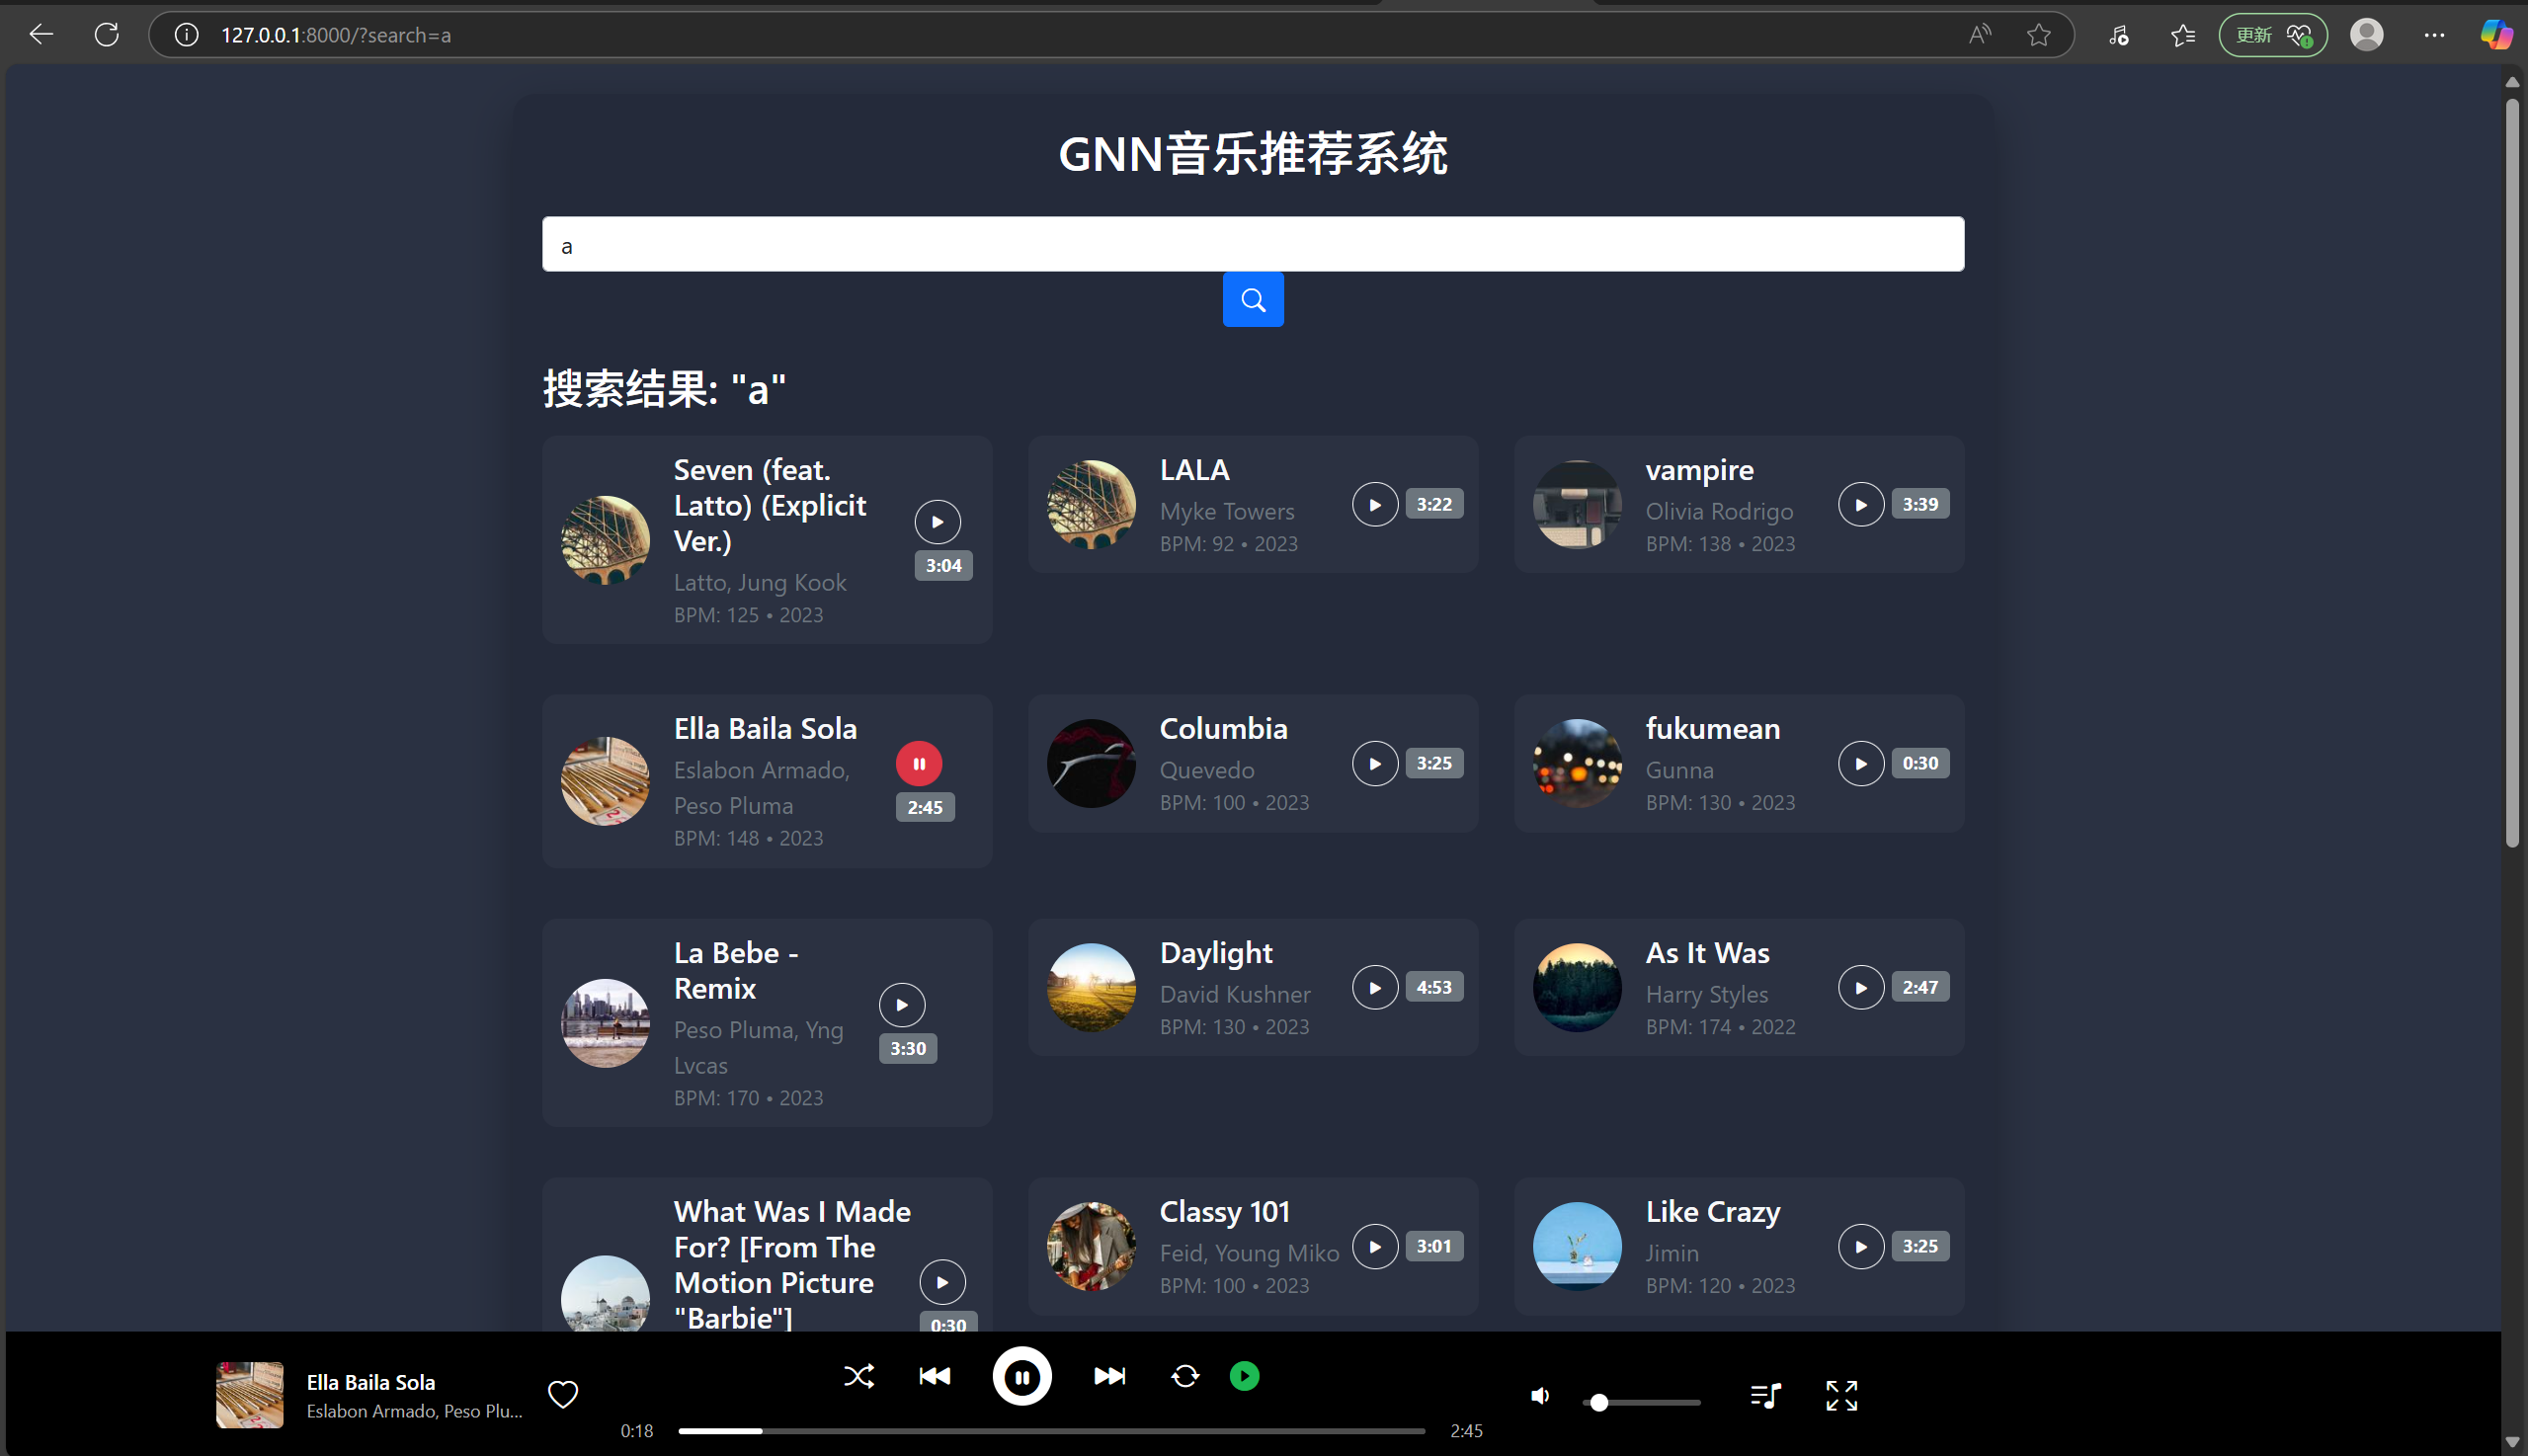 127.0.0.1:8000/?search=a
更新
GNN音乐推荐系统
a
搜索结果: "a"
Seven (feat.
Latto) (Explicit
Ver.)
Latto, Jung Kook
BPM: 125 • 2023
3:04
LALA
Myke Towers
BPM: 92 • 2023
3:22
vampire
Olivia Rodrigo
BPM: 138 • 2023
3:39
Ella Baila Sola
Eslabon Armado,
Peso Pluma
BPM: 148 • 2023
2:45
Columbia
Quevedo
BPM: 100 • 2023
3:25
fukumean
Gunna
BPM: 130 • 2023
0:30
La Bebe -
Remix
Peso Pluma, Yng
Lvcas
BPM: 170 • 2023
3:30
Daylight
David Kushner
BPM: 130 • 2023
4:53
As It Was
Harry Styles
BPM: 174 • 2022
2:47
What Was I Made
For? [From The
Motion Picture
"Barbie"]
0:30
Classy 101
Feid, Young Miko
BPM: 100 • 2023
3:01
Like Crazy
Jimin
BPM: 120 • 2023
3:25
Ella Baila Sola
Eslabon Armado, Peso Plu...
0:18
2:45